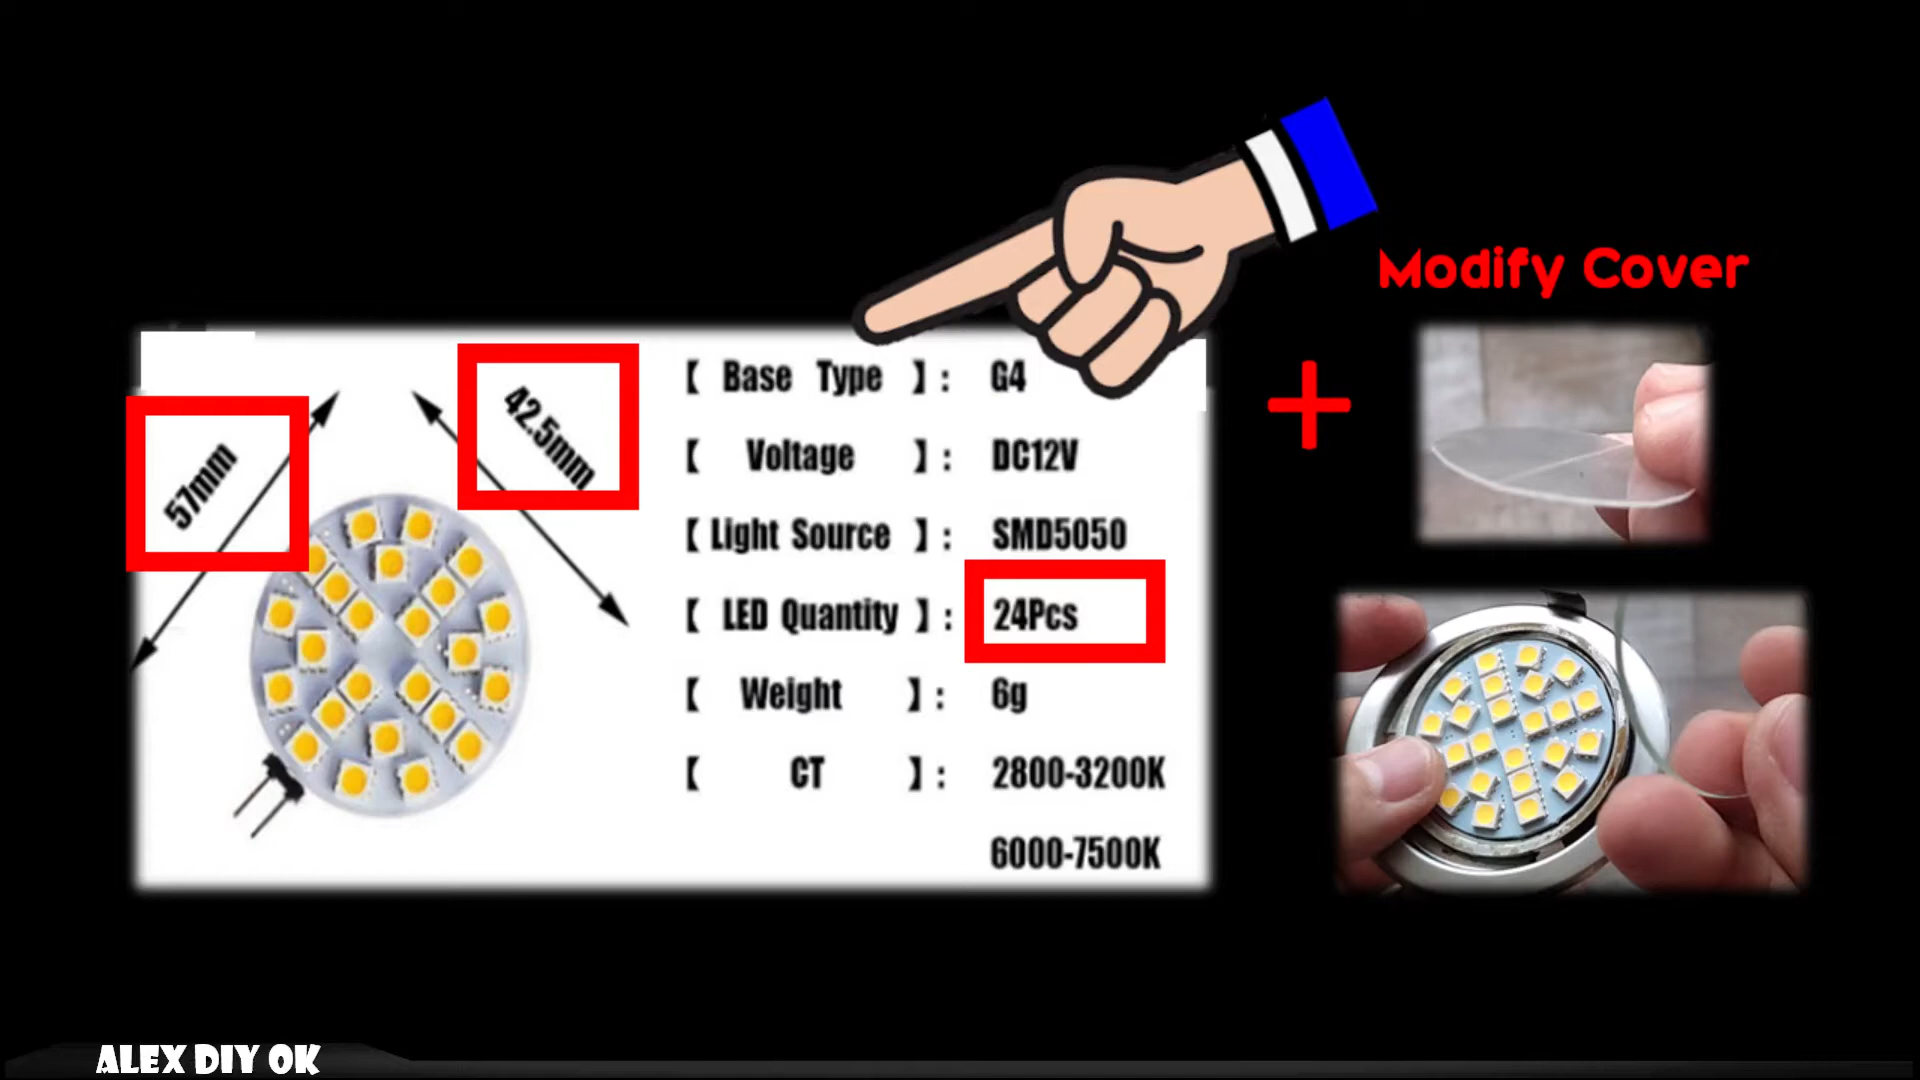 Modify Cover
57mm
42.5mm
【 Base Type 】: G4
【 Voltage 】: DC12V
【 Light Source 】: SMD5050
【 LED Quantity 】: 24Pcs
【 Weight 】: 6g
【 CT 】: 2800-3200K
6000-7500K
+
ALEX DIY OK